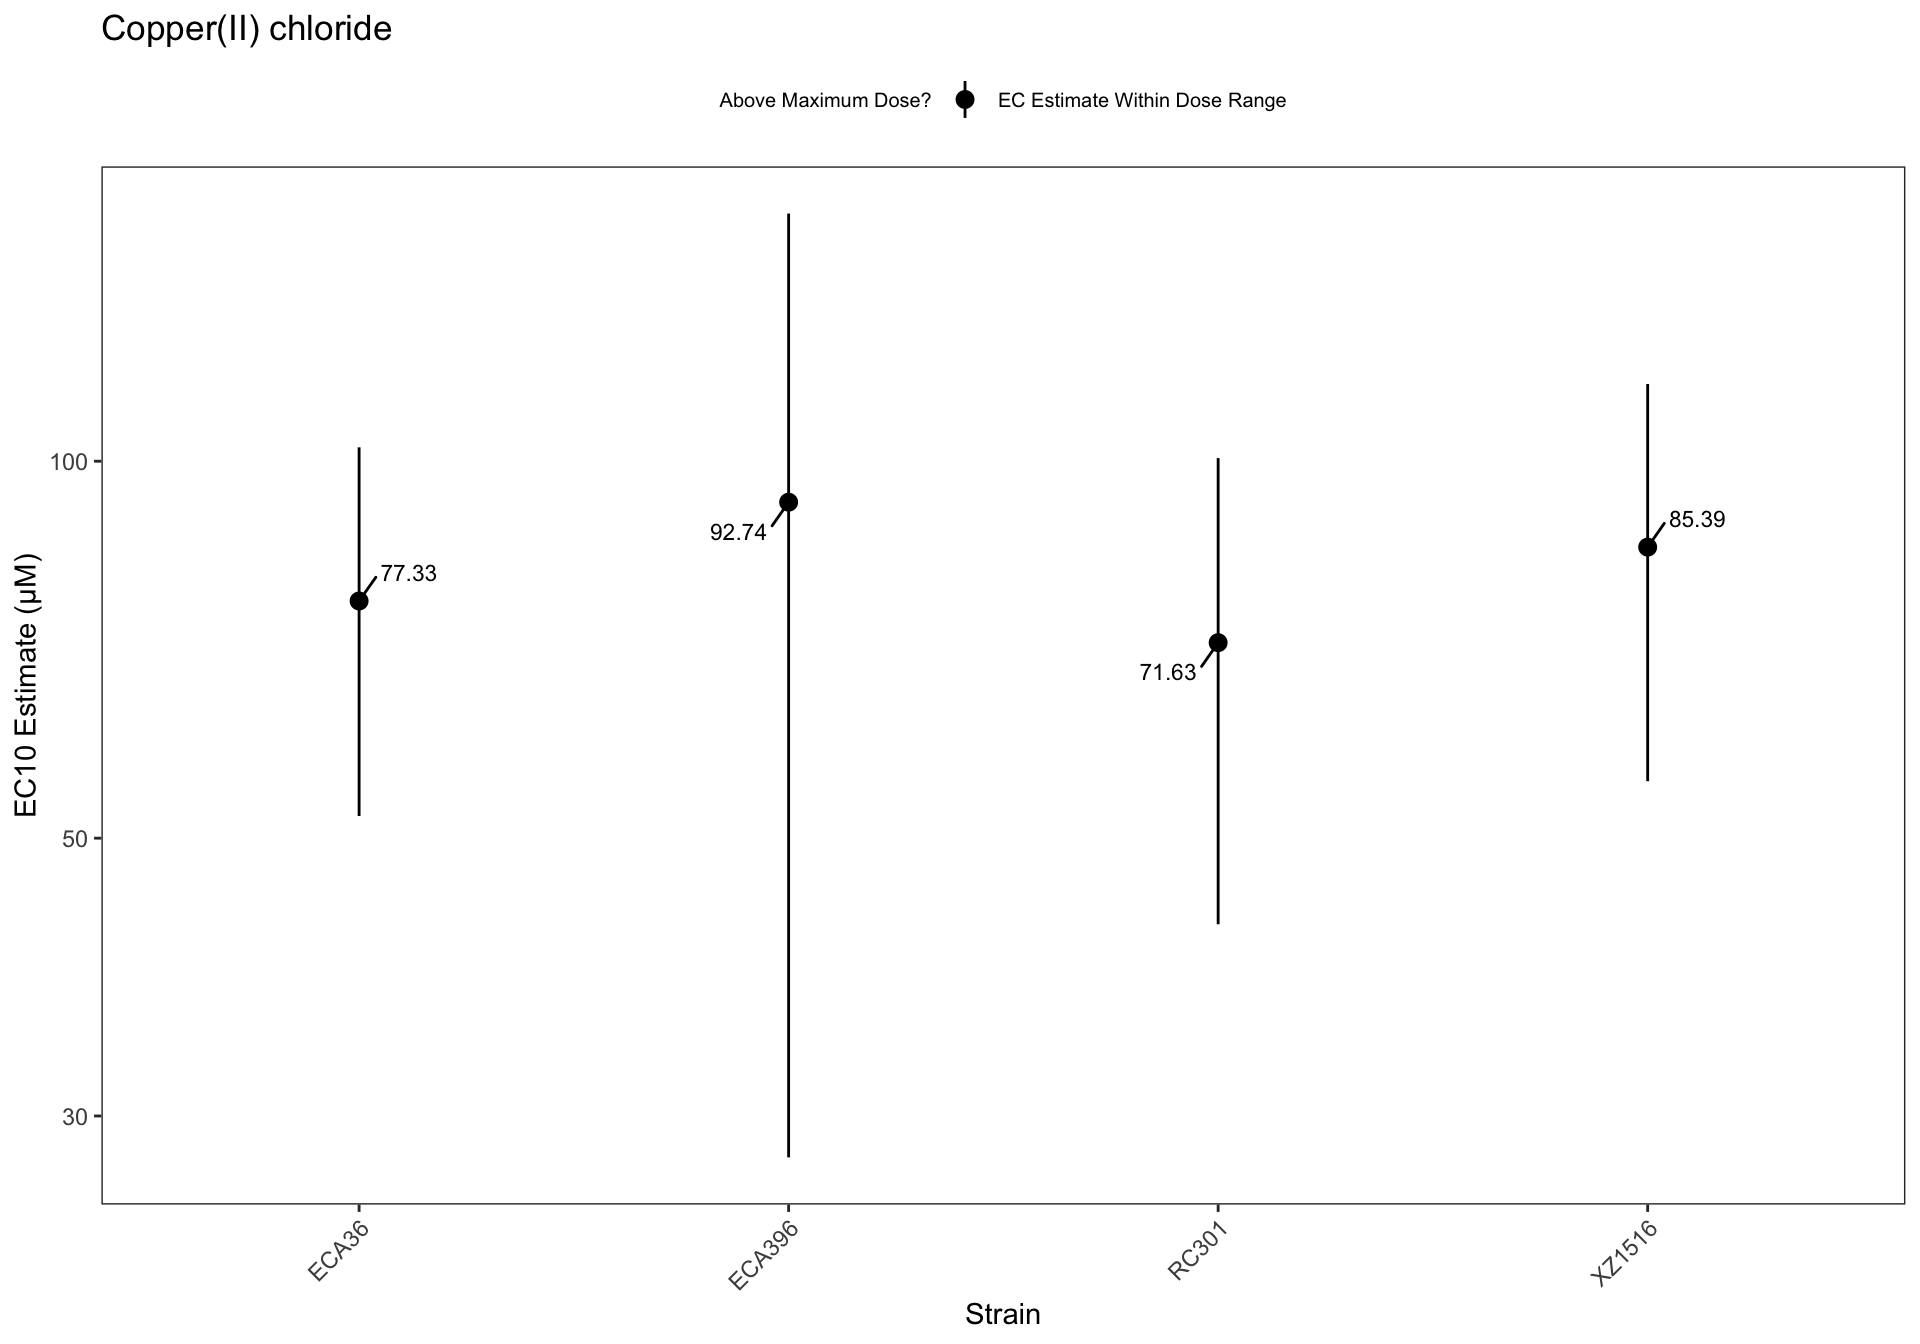 Copper(II) chloride
Above Maximum Dose? EC Estimate Within Dose Range
EC10 Estimate (μM)
100
50
30
77.33
92.74
71.63
85.39
ECA36
ECA396
RC301
XZ1516
Strain